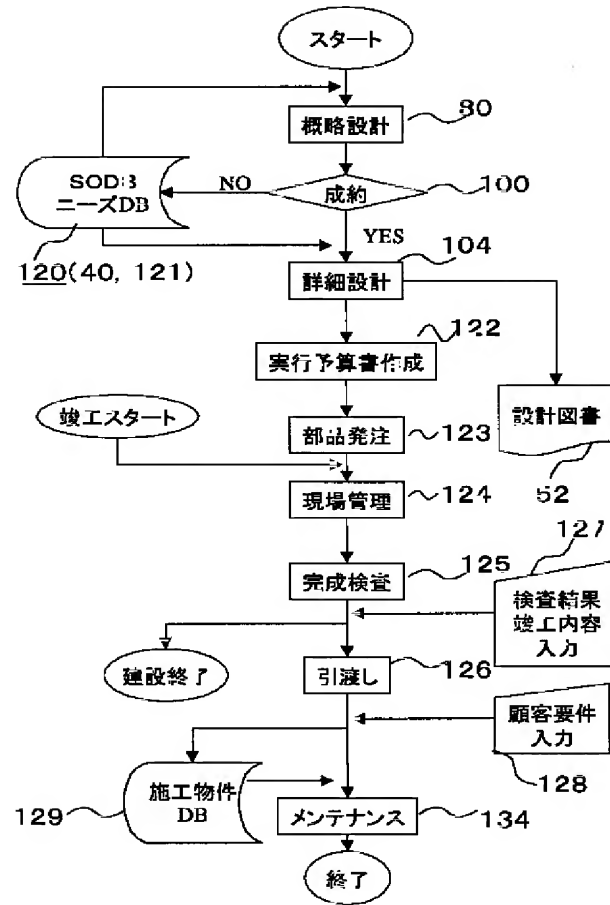 スタート
概略設計
80
SODB
ニーズDB
NO
成約
100
YES
120(40, 121)
104
詳細設計
122
実行予算書作成
竣工スタート
部品発注
123
設計図書
52
現場管理
124
127
125
完成検査
検査結果
竣工内容
入力
建設終了
引渡し
126
顧客要件
入力
128
129
施工物件
DB
メンテナンス
134
終了